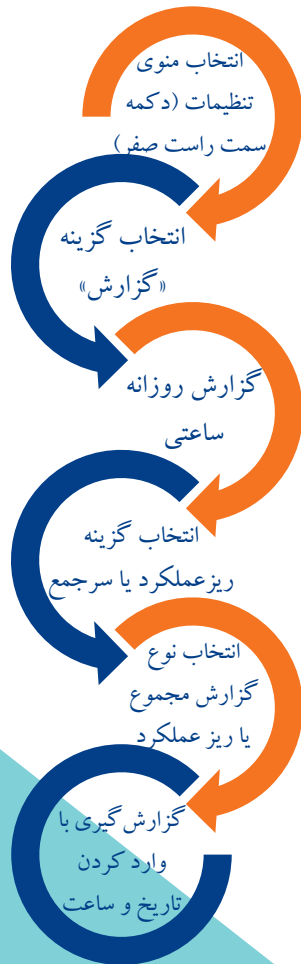 انتخاب منوی
تنظیمات (دکمه
سمت راست صفر)
انتخاب گزینه
«گزارش»
گزارش روزانه
ساعتی
انتخاب گزینه
ریزعملکرد یا سرجمع
انتخاب نوع
گزارش مجموع
یا ریز عملکرد
گزارش‌گیری با
وارد کردن
تاریخ و ساعت